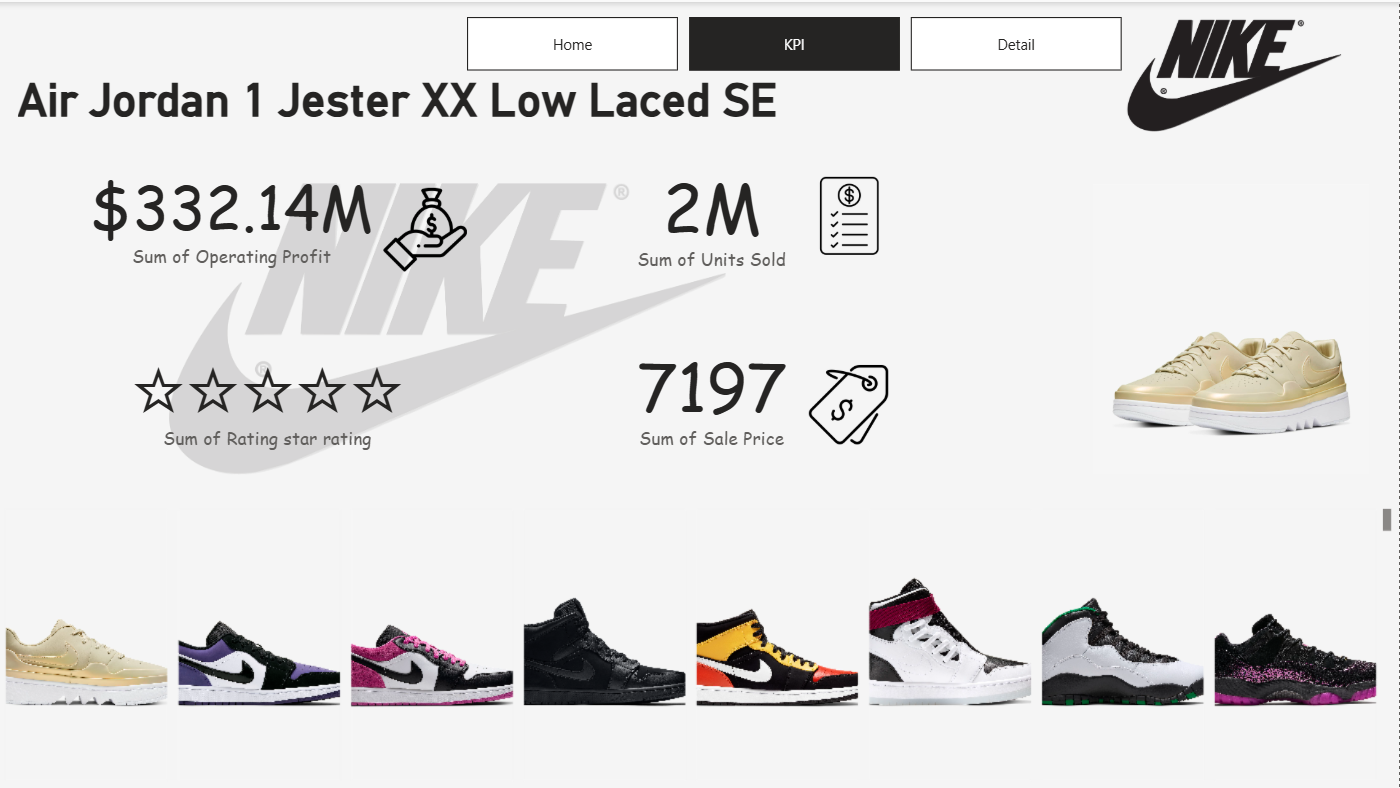 Home
KPI
Detail
NIKE
®
®
Air Jordan 1 Jester XX Low Laced SE
$332.14M
Sum of Operating Profit
$
NIKE
®
®
2M
Sum of Units Sold
$
Sum of Rating star rating
7197
Sum of Sale Price
$